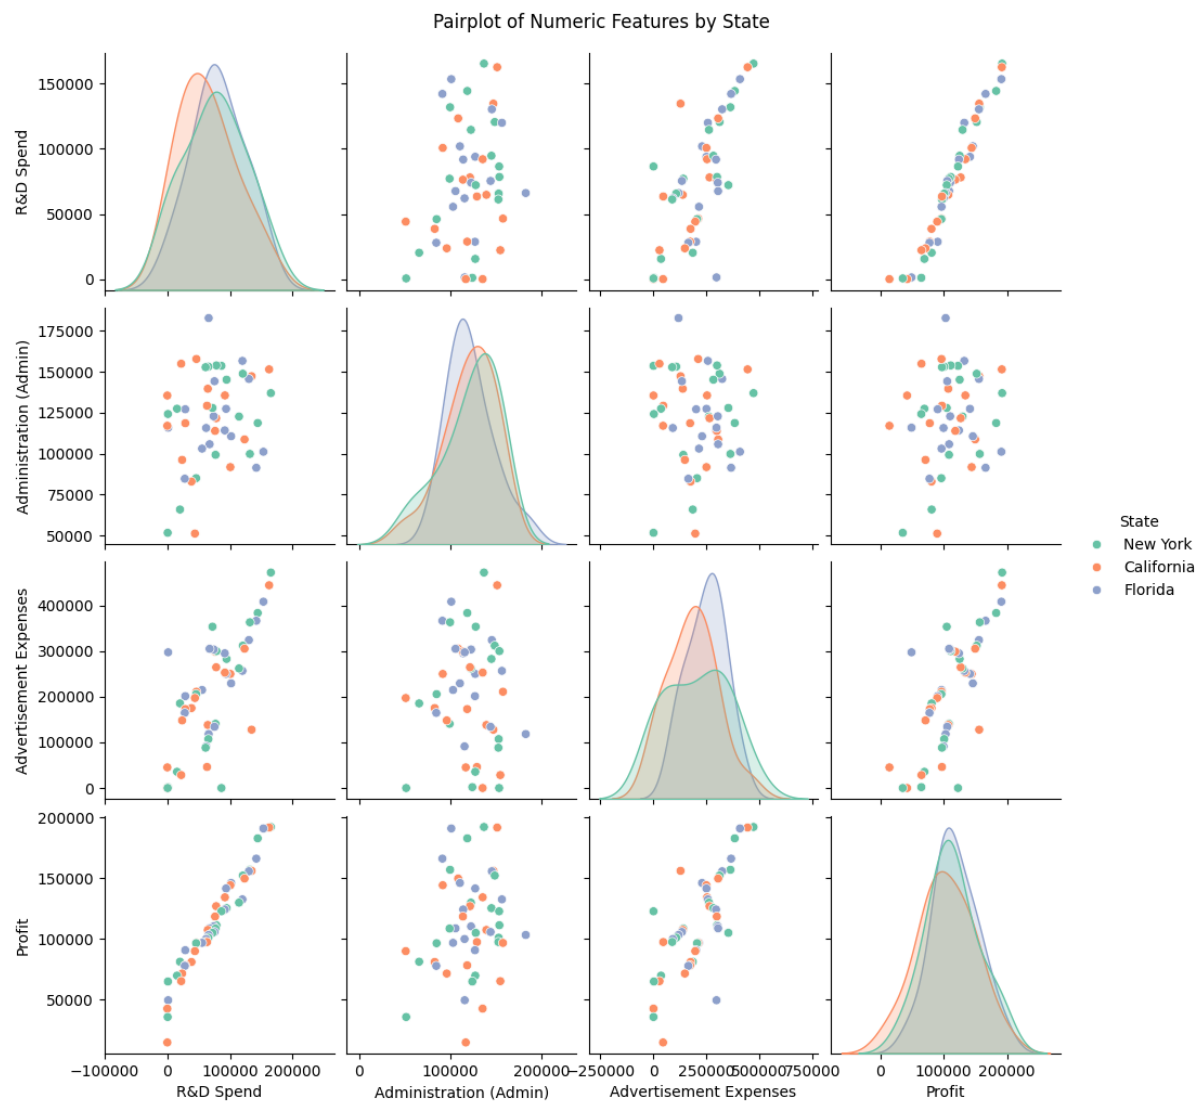 Pairplot of Numeric Features by State
R&D Spend
150000
100000
50000
0
Administration (Admin)
175000
150000
125000
100000
75000
50000
State
New York
California
Florida
Advertisement Expenses
400000
300000
200000
100000
0
Profit
200000
150000
100000
50000
−100000 0 100000 200000
0 100000 200000
−250000 0 250000 500000 750000
0 100000 200000
R&D Spend
Administration (Admin)
Advertisement Expenses
Profit